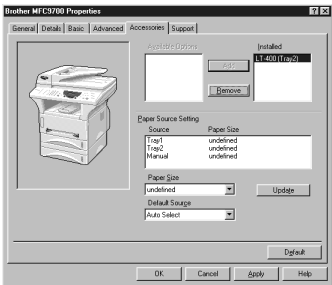 Brother MFC9700 Properties
General Details Basic Advanced Accessories Support
Available Options
Installed
LT-400 (Tray2)
Add
Remove
Paper Source Setting
Source Paper Size
Tray1 undefined
Tray2 undefined
Manual undefined
Paper Size
undefined
Update
Default Source
Auto Select
Default
OK Cancel Apply Help